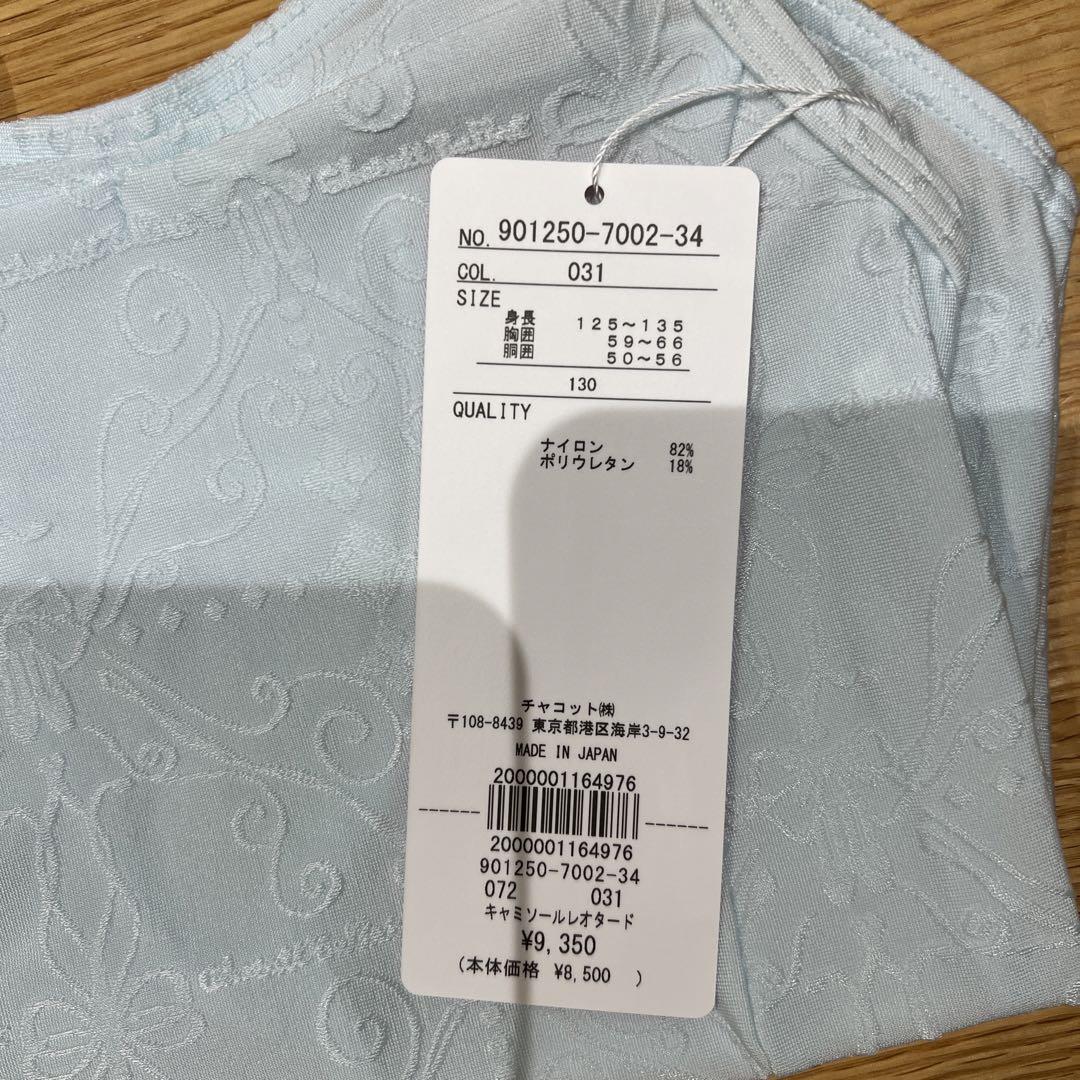 NO. 901250-7002-34
COL. 031
SIZE
身長 125～135
胸囲 59～66
胴囲 50～56
130
QUALITY
ナイロン 82%
ポリウレタン 18%
チャコット㈱
〒108-8439 東京都港区海岸3-9-32
MADE IN JAPAN
2000001164976
2000001164976
901250-7002-34
072 031
キャミソールレオタード
¥9,350
(本体価格 ¥8,500 )